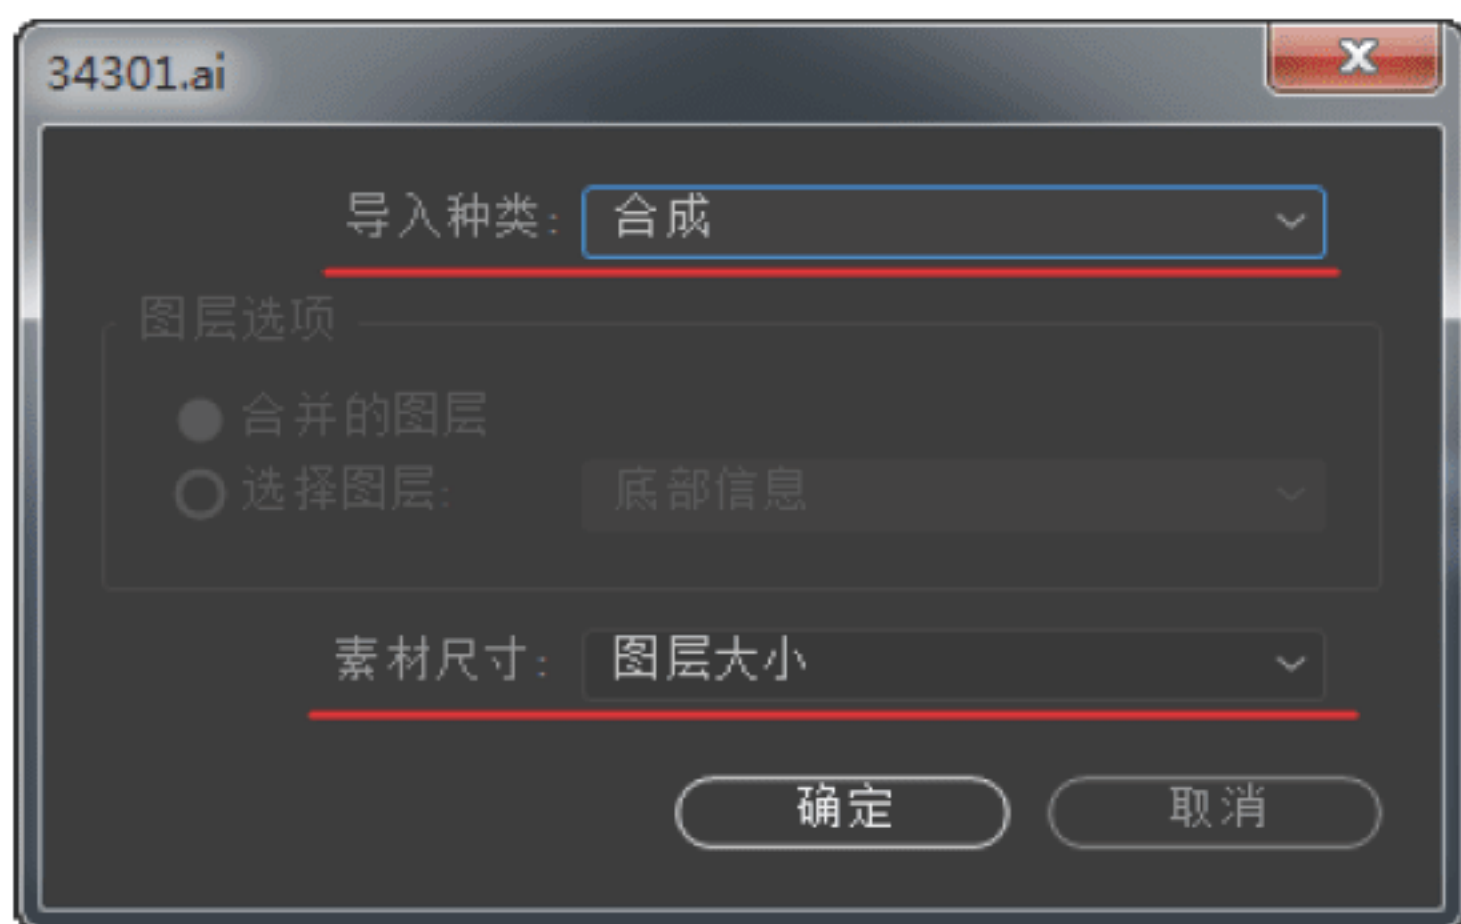 34301.ai
导入种类: 合成
图层选项
合并的图层
选择图层: 底部信息
素材尺寸: 图层大小
确定 取消